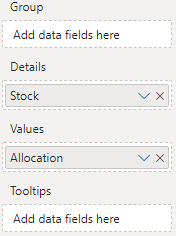 Group
Add data fields here
Details
Stock
Values
Allocation
Tooltips
Add data fields here